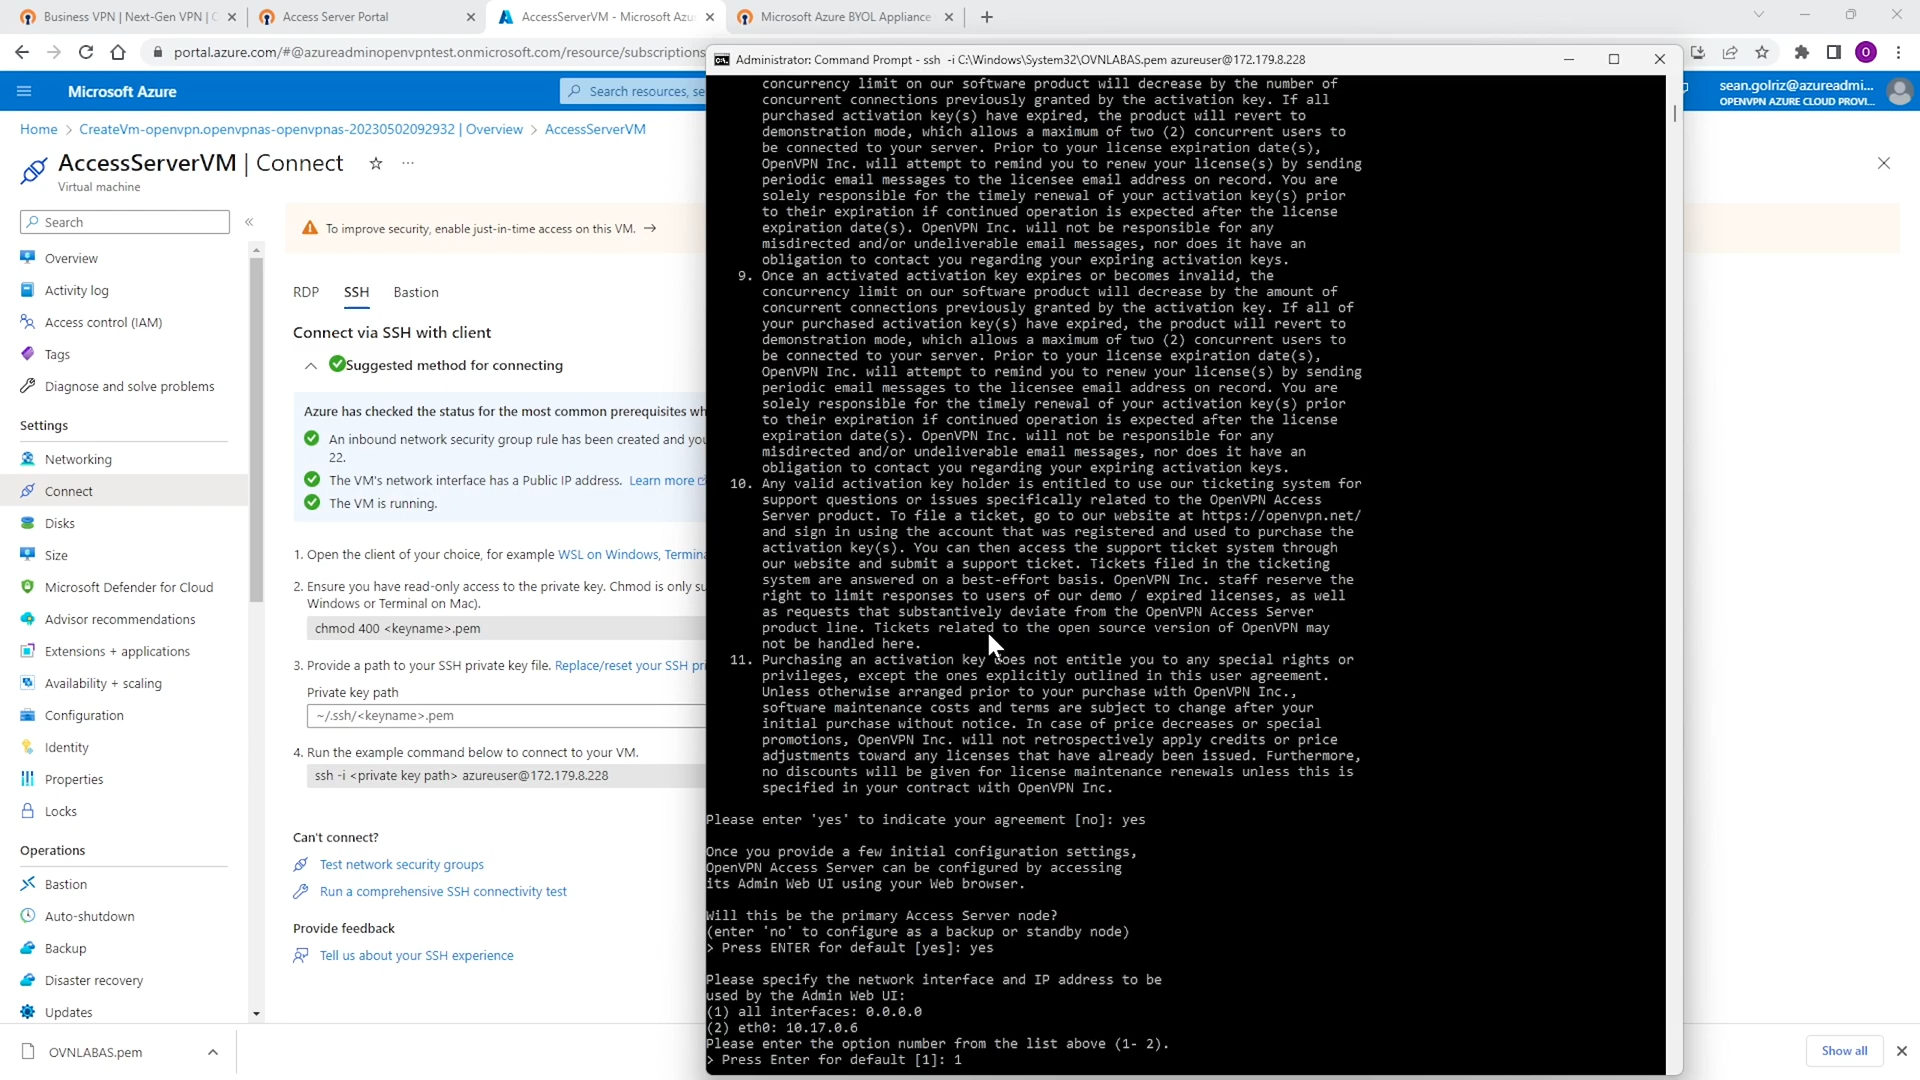 Business VPN | Next-Gen VPN |
Access Server Portal
AccessServerVM - Microsoft Azu
Microsoft Azure BYOL Appliance
portal.azure.com/#@azureadminopenvpntest.onmicrosoft.com/resource/subscriptions
O
Microsoft Azure
Search resources, se
sean.golriz@azureadmi...
OPENVPN AZURE CLOUD PROVI...
Home > CreateVm-openvpn.openvpnas-openvpnas-20230502092932 | Overview > AccessServerVM
AccessServerVM | Connect
Virtual machine
Search
Overview
Activity log
Access control (IAM)
Tags
Diagnose and solve problems
Settings
Networking
Connect
Disks
Size
Microsoft Defender for Cloud
Advisor recommendations
Extensions + applications
Availability + scaling
Configuration
Identity
Properties
Locks
Operations
Bastion
Auto-shutdown
Backup
Disaster recovery
Updates
To improve security, enable just-in-time access on this VM. →
RDP SSH Bastion
Connect via SSH with client
Suggested method for connecting
Azure has checked the status for the most common prerequisites wh
An inbound network security group rule has been created and you
22.
The VM's network interface has a Public IP address. Learn more
The VM is running.
1. Open the client of your choice, for example WSL on Windows, Termin
2. Ensure you have read-only access to the private key. Chmod is only su
Windows or Terminal on Mac).
chmod 400 <keyname>.pem
3. Provide a path to your SSH private key file. Replace/reset your SSH pri
Private key path
~/.ssh/<keyname>.pem
4. Run the example command below to connect to your VM.
ssh -i <private key path> azureuser@172.179.8.228
Can't connect?
Test network security groups
Run a comprehensive SSH connectivity test
Provide feedback
Tell us about your SSH experience
Administrator: Command Prompt - ssh -i C:\Windows\System32\OVNLABAS.pem azureuser@172.179.8.228
concurrency limit on our software product will decrease by the number of
concurrent connections previously granted by the activation key. If all
purchased activation key(s) have expired, the product will revert to
demonstration mode, which allows a maximum of two (2) concurrent users to
be connected to your server. Prior to your license expiration date(s),
OpenVPN Inc. will attempt to remind you to renew your license(s) by sending
periodic email messages to the licensee email address on record. You are
solely responsible for the timely renewal of your activation key(s) prior
to their expiration if continued operation is expected after the license
expiration date(s). OpenVPN Inc. will not be responsible for any
misdirected and/or undeliverable email messages, nor does it have an
obligation to contact you regarding your expiring activation keys.
9. Once an activated activation key expires or becomes invalid, the
concurrency limit on our software product will decrease by the amount of
concurrent connections previously granted by the activation key. If all of
your purchased activation key(s) have expired, the product will revert to
demonstration mode, which allows a maximum of two (2) concurrent users to
be connected to your server. Prior to your license expiration date(s),
OpenVPN Inc. will attempt to remind you to renew your license(s) by sending
periodic email messages to the licensee email address on record. You are
solely responsible for the timely renewal of your activation key(s) prior
to their expiration if continued operation is expected after the license
expiration date(s). OpenVPN Inc. will not be responsible for any
misdirected and/or undeliverable email messages, nor does it have an
obligation to contact you regarding your expiring activation keys.
10. Any valid activation key holder is entitled to use our ticketing system for
support questions or issues specifically related to the OpenVPN Access
Server product. To file a ticket, go to our website at https://openvpn.net/
and sign in using the account that was registered and used to purchase the
activation key(s). You can then access the support ticket system through
our website and submit a support ticket. Tickets filed in the ticketing
system are answered on a best-effort basis. OpenVPN Inc. staff reserve the
right to limit responses to users of our demo / expired licenses, as well
as requests that substantively deviate from the OpenVPN Access Server
product line. Tickets related to the open source version of OpenVPN may
not be handled here.
11. Purchasing an activation key does not entitle you to any special rights or
privileges, except the ones explicitly outlined in this user agreement.
Unless otherwise arranged prior to your purchase with OpenVPN Inc.,
software maintenance costs and terms are subject to change after your
initial purchase without notice. In case of price decreases or special
promotions, OpenVPN Inc. will not retrospectively apply credits or price
adjustments toward any licenses that have already been issued. Furthermore,
no discounts will be given for license maintenance renewals unless this is
specified in your contract with OpenVPN Inc.
Please enter 'yes' to indicate your agreement [no]: yes
Once you provide a few initial configuration settings,
OpenVPN Access Server can be configured by accessing
its Admin Web UI using your Web browser.
Will this be the primary Access Server node?
(enter 'no' to configure as a backup or standby node)
> Press ENTER for default [yes]: yes
Please specify the network interface and IP address to be
used by the Admin Web UI:
(1) all interfaces: 0.0.0.0
(2) eth0: 10.17.0.6
Please enter the option number from the list above (1- 2).
> Press Enter for default [1]: 1
OVNLABAS.pem
Show all